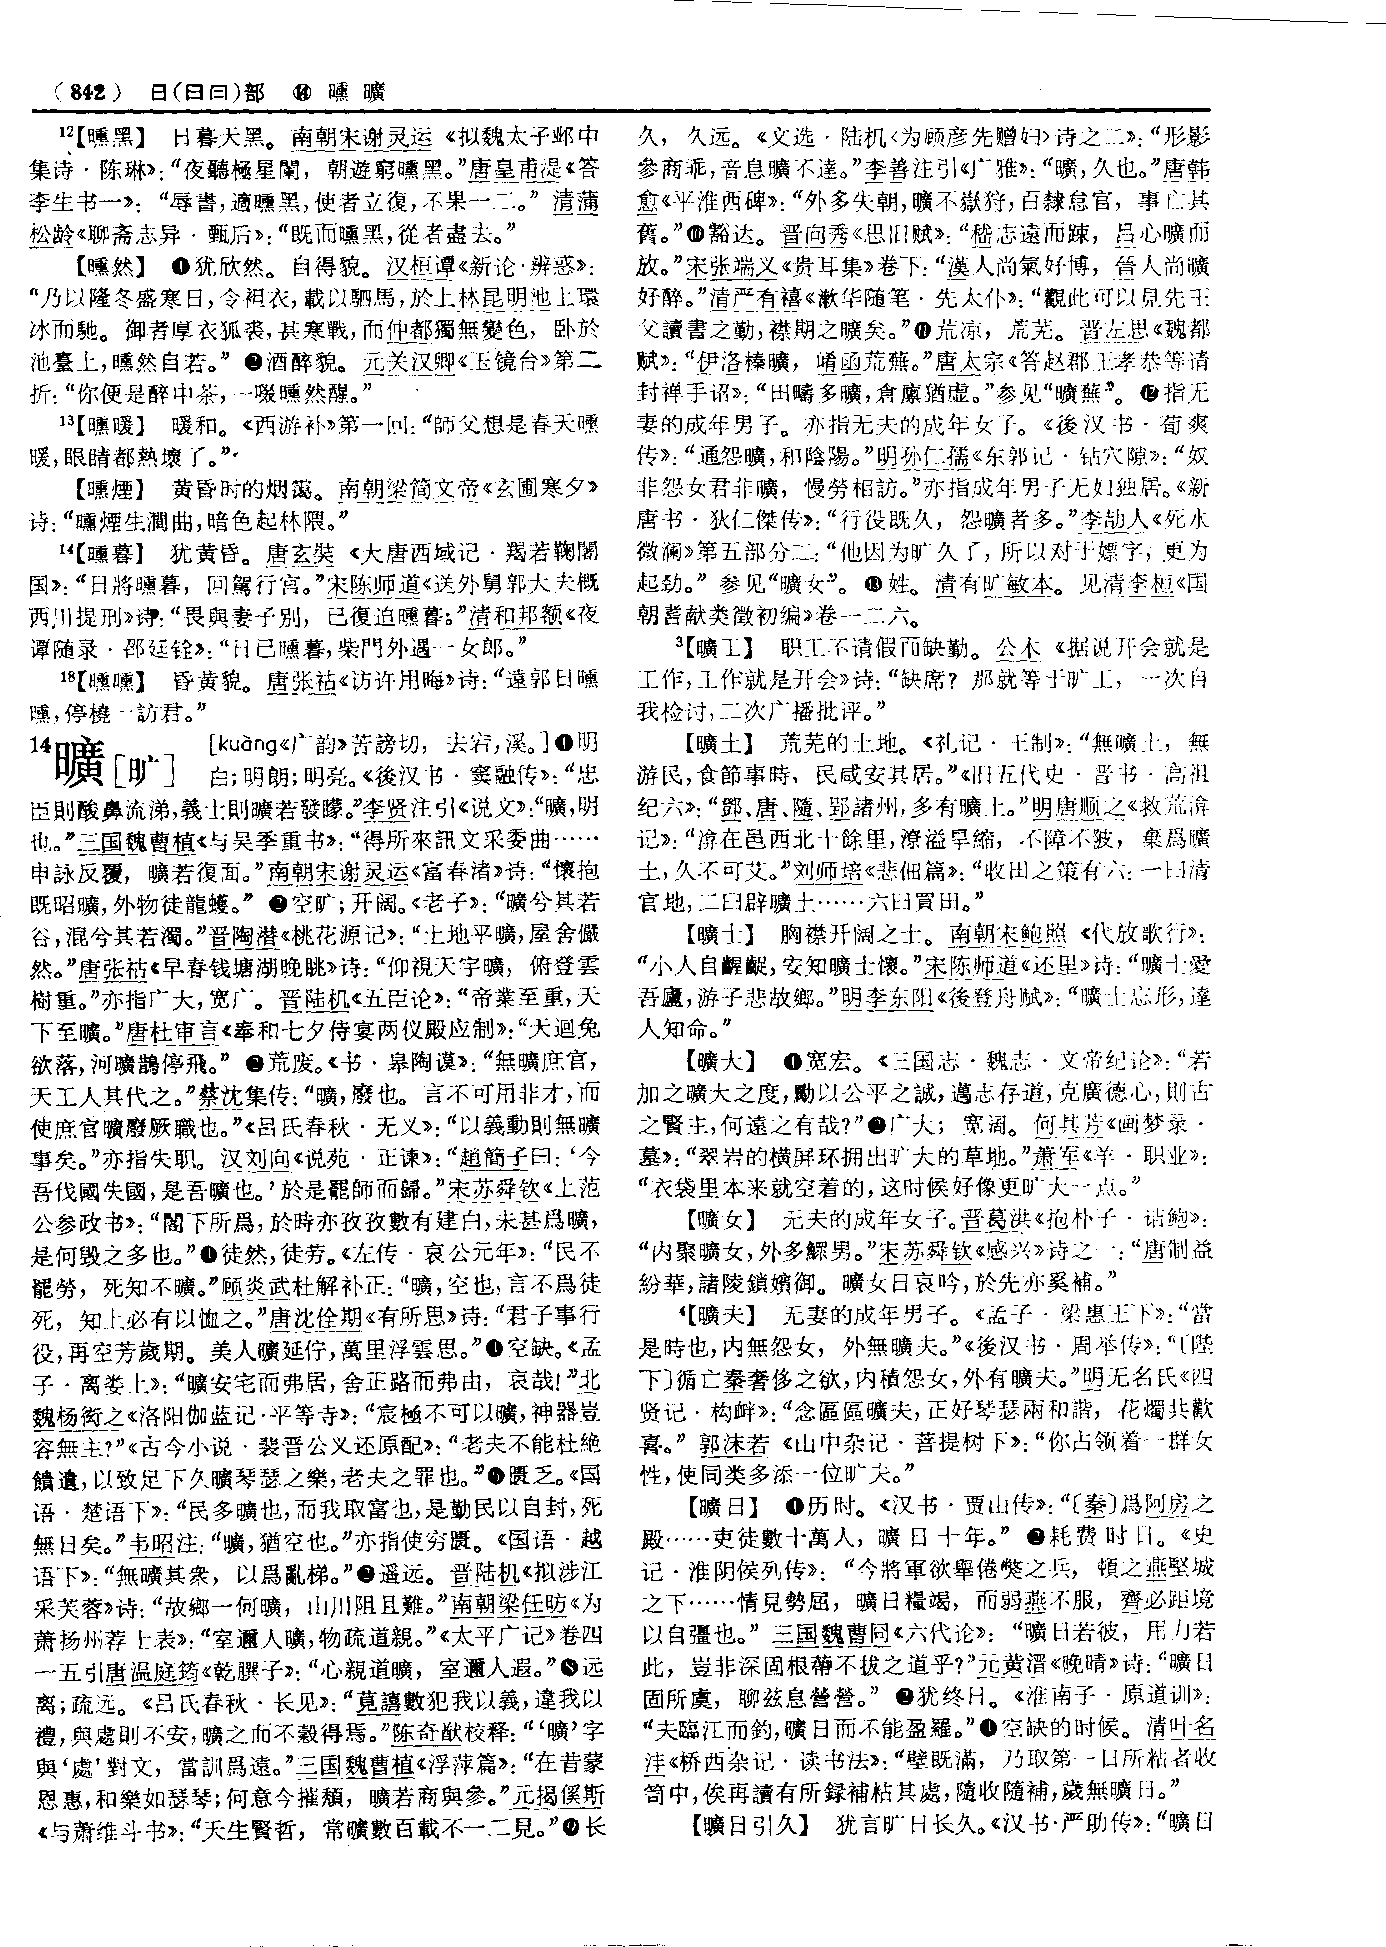 （842） 日(曰冃)部 ⑭ 曛 曠
12【曛黑】 日暮天黑。南朝宋谢灵运《拟魏太子邺中
集诗·陈琳》：“夜聽極星闌，朝遊窮曛黑。”唐皇甫湜《答
李生书一》：“辱書，適曛黑，使者立復，不果一二。”清蒲
松龄《聊斋志异·甄后》：“既而曛黑，從者盡去。”
【曛然】 ❶犹欣然。自得貌。汉桓谭《新论·辨惑》：
“乃以隆冬盛寒日，令袒衣，載以駟馬，於上林昆明池上環
冰而馳。御者厚衣狐裘，甚寒戰，而仲都獨無變色，卧於
池臺上，曛然自若。” ❷酒醉貌。元关汉卿《玉镜台》第二
折：“你便是醉中茶，一啜曛然醒。”
13【曛暖】 暖和。《西游补》第一回：“師父想是春天曛
暖，眼睛都熱壞了。”
【曛煙】 黄昏时的烟霭。南朝梁简文帝《玄圃寒夕》
诗：“曛煙生澗曲，暗色起林隈。”
14【曛暮】 犹黄昏。唐玄奘《大唐西域记·羯若鞠闍
国》：“日將曛暮，回駕行宫。”宋陈师道《送外舅郭大夫概
西川提刑》诗：“畏與妻子别，已復迫曛暮。”清和邦额《夜
谭随录·邵廷铨》：“日已曛暮，柴門外遇一女郎。”
18【曛曛】 昏黄貌。唐张祜《访许用晦》诗：“遠郭日曛
曛，停橈一訪君。”
14曠[旷] [kuàng《广韵》苦謗切，去宕，溪。]❶明
白；明朗；明亮。《後汉书·窦融传》：“忠
臣則酸鼻流涕，義士則曠若發矇。”李贤注引《说文》：“曠，明
也。”三国魏曹植《与吴季重书》：“得所來訊文采委曲……
申詠反覆，曠若復面。”南朝宋谢灵运《富春渚》诗：“懷抱
既昭曠，外物徒龍蠖。” ❷空旷；开阔。《老子》：“曠兮其若
谷，混兮其若濁。”晋陶潜《桃花源记》：“土地平曠，屋舍儼
然。”唐张祜《早春钱塘湖晚眺》诗：“仰視天宇曠，俯登雲
樹重。”亦指广大，宽广。晋陆机《五臣论》：“帝業至重，天
下至曠。”唐杜审言《奉和七夕侍宴两仪殿应制》：“天迴兔
欲落，河曠鵲停飛。” ❸荒废。《书·皋陶谟》：“無曠庶官，
天工人其代之。”蔡沈集传：“曠，廢也。言不可用非才，而
使庶官曠廢厥職也。”《吕氏春秋·无义》：“以義動則無曠
事矣。”亦指失职。汉刘向《说苑·正谏》：“趙簡子曰：‘今
吾伐國失國，是吾曠也。’於是罷師而歸。”宋苏舜钦《上范
公参政书》：“閣下所爲，於時亦孜孜數有建白，未甚爲曠，
是何毁之多也。”❹徒然，徒劳。《左传·哀公元年》：“民不
罷勞，死知不曠。”顾炎武杜解补正：“曠，空也，言不爲徒
死，知上必有以恤之。”唐沈佺期《有所思》诗：“君子事行
役，再空芳歲期。美人曠延佇，萬里浮雲思。”❺空缺。《孟
子·离娄上》：“曠安宅而弗居，舍正路而弗由，哀哉！”北
魏杨衒之《洛阳伽蓝记·平等寺》：“宸極不可以曠，神器豈
容無主？”《古今小说·裴晋公义还原配》：“老夫不能杜絶
饋遺，以致足下久曠琴瑟之樂，老夫之罪也。”❻匮乏。《国
语·楚语下》：“民多曠也，而我取富也，是勤民以自封，死
無日矣。”韦昭注：“曠，猶空也。”亦指使穷匮。《国语·越
语下》：“無曠其衆，以爲亂梯。”❼遥远。晋陆机《拟涉江
采芙蓉》诗：“故鄉一何曠，山川阻且難。”南朝梁任昉《为
萧扬州荐士表》：“室邇人曠，物疏道親。”《太平广记》卷四
一五引唐温庭筠《乾𦠆子》：“心親道曠，室邇人遐。”❽远
离；疏远。《吕氏春秋·长见》：“莧譆數犯我以義，違我以
禮，與處則不安，曠之而不穀得焉。”陈奇猷校释：“‘曠’字
與‘處’對文，當訓爲遠。”三国魏曹植《浮萍篇》：“在昔蒙
恩惠，和樂如瑟琴；何意今摧頹，曠若商與參。”元揭傒斯
《与萧维斗书》：“天生賢哲，常曠數百載不一二見。”❾长
久，久远。《文选·陆机〈为顾彦先赠妇〉诗之二》：“形影
參商乖，音息曠不達。”李善注引《广雅》：“曠，久也。”唐韩
愈《平淮西碑》：“外多失朝，曠不嶽狩，百隸怠官，事亡其
舊。”❿豁达。晋向秀《思旧赋》：“嵇志遠而踈，吕心曠而
放。”宋张端义《贵耳集》卷下：“漢人尚氣好博，晉人尚曠
好醉。”清严有禧《漱华随笔·先太仆》：“觀此可以見先王
父讀書之勤，襟期之曠矣。”⓫荒凉，荒芜。晋左思《魏都
赋》：“伊洛榛曠，崤函荒蕪。”唐太宗《答赵郡王孝恭等请
封禅手诏》：“田疇多曠，倉廪猶虚。”参见“曠蕪”。⓬指无
妻的成年男子。亦指无夫的成年女子。《後汉书·荀爽
传》：“通怨曠，和陰陽。”明孙仁孺《东郭记·钻穴隙》：“奴
非怨女君非曠，慢勞相訪。”亦指成年男子无妇独居。《新
唐书·狄仁傑传》：“行役既久，怨曠者多。”李劼人《死水
微澜》第五部分二：“他因为旷久了，所以对于嫖字，更为
起劲。” 参见“曠女”。⓭姓。清有旷敏本。见清李桓《国
朝耆献类徵初编》卷一二六。
3【曠工】 职工不请假而缺勤。公木《据说开会就是
工作，工作就是开会》诗：“缺席？那就等于旷工，一次自
我检讨，二次广播批评。”
【曠土】 荒芜的土地。《礼记·王制》：“無曠土，無
游民，食節事時，民咸安其居。”《旧五代史·晋书·高祖
纪六》：“鄧、唐、隨、郢諸州，多有曠土。”明唐顺之《救荒渰
记》：“渰在邑西北十餘里，潦溢旱縮，不障不陂，棄爲曠
土，久不可艾。”刘师培《悲佃篇》：“收田之策有六：一曰清
官地，二曰辟曠土……六曰買田。”
【曠士】 胸襟开阔之士。南朝宋鲍照《代放歌行》：
“小人自齷齪，安知曠士懷。”宋陈师道《还里》诗：“曠士愛
吾廬，游子悲故鄉。”明李东阳《後登舟赋》：“曠士忘形，達
人知命。”
【曠大】 ❶宽宏。《三国志·魏志·文帝纪论》：“若
加之曠大之度，勵以公平之誠，邁志存道，克廣德心，則古
之賢主，何遠之有哉？”❷广大；宽阔。何其芳《画梦录·
墓》：“翠岩的横屏环拥出旷大的草地。”萧军《羊·职业》：
“衣袋里本来就空着的，这时候好像更旷大一点。”
【曠女】 无夫的成年女子。晋葛洪《抱朴子·诘鲍》：
“内聚曠女，外多鰥男。”宋苏舜钦《感兴》诗之一：“唐制益
紛華，諸陵鎖嬪御。曠女日哀吟，於先亦奚補。”
4【曠夫】 无妻的成年男子。《孟子·梁惠王下》：“當
是時也，内無怨女，外無曠夫。”《後汉书·周举传》：“〔陛
下〕循亡秦奢侈之欲，内積怨女，外有曠夫。”明无名氏《四
贤记·构衅》：“念區區曠夫，正好琴瑟兩和諧，花燭共歡
喜。” 郭沫若《山中杂记·菩提树下》：“你占领着一群女
性，使同类多添一位旷夫。”
【曠日】 ❶历时。《汉书·贾山传》：“〔秦〕爲阿房之
殿……吏徒數十萬人，曠日十年。” ❷耗费时日。《史
记·淮阴侯列传》：“今將軍欲舉倦獘之兵，頓之燕堅城
之下……情見勢屈，曠日糧竭，而弱燕不服，齊必距境
以自彊也。” 三国魏曹冏《六代论》：“曠日若彼，用力若
此，豈非深固根蔕不拔之道乎？”元黄溍《晚晴》诗：“曠日
固所虞，聊兹息營營。” ❸犹终日。《淮南子·原道训》：
“夫臨江而釣，曠日而不能盈羅。”❹空缺的时候。清叶名
沣《桥西杂记·读书法》：“壁既滿，乃取第一日所粘者收
笥中，俟再讀有所録補粘其處，隨收隨補，歲無曠日。”
【曠日引久】 犹言旷日长久。《汉书·严助传》：“曠日